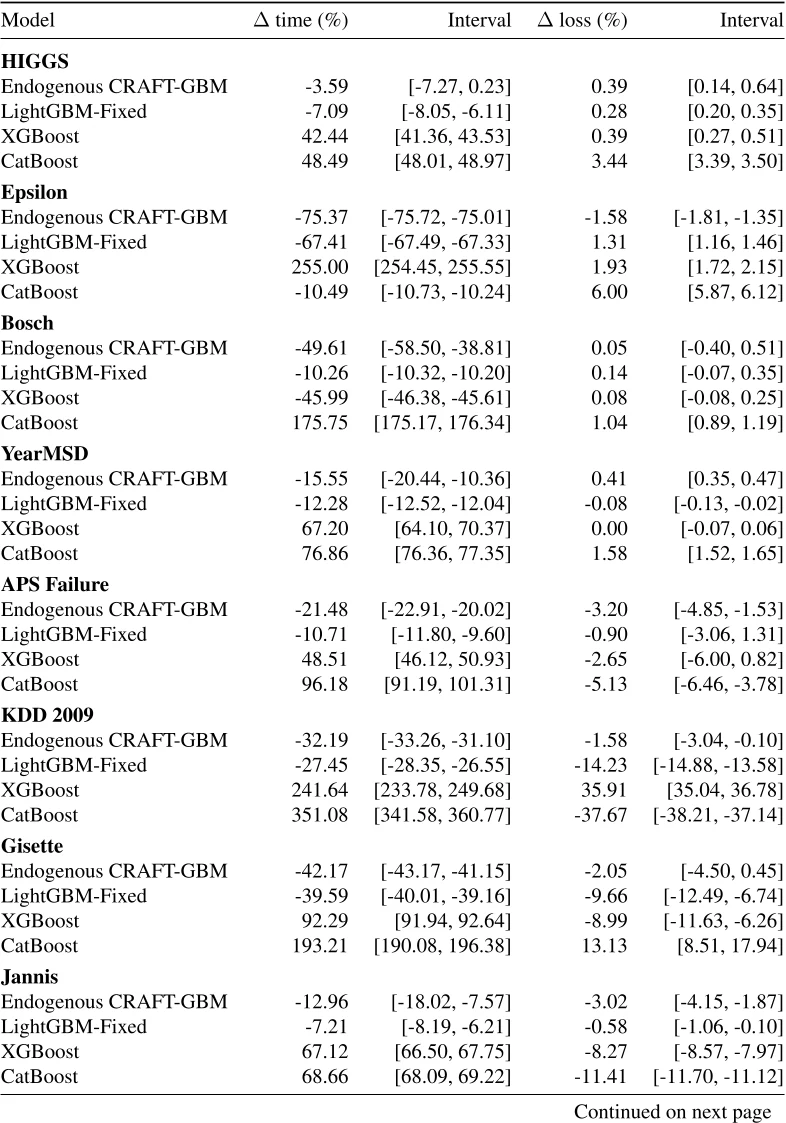 Model Δ time (%) Interval Δ loss (%) Interval
HIGGS
Endogenous CRAFT-GBM -3.59 [-7.27, 0.23] 0.39 [0.14, 0.64]
LightGBM-Fixed -7.09 [-8.05, -6.11] 0.28 [0.20, 0.35]
XGBoost 42.44 [41.36, 43.53] 0.39 [0.27, 0.51]
CatBoost 48.49 [48.01, 48.97] 3.44 [3.39, 3.50]
Epsilon
Endogenous CRAFT-GBM -75.37 [-75.72, -75.01] -1.58 [-1.81, -1.35]
LightGBM-Fixed -67.41 [-67.49, -67.33] 1.31 [1.16, 1.46]
XGBoost 255.00 [254.45, 255.55] 1.93 [1.72, 2.15]
CatBoost -10.49 [-10.73, -10.24] 6.00 [5.87, 6.12]
Bosch
Endogenous CRAFT-GBM -49.61 [-58.50, -38.81] 0.05 [-0.40, 0.51]
LightGBM-Fixed -10.26 [-10.32, -10.20] 0.14 [-0.07, 0.35]
XGBoost -45.99 [-46.38, -45.61] 0.08 [-0.08, 0.25]
CatBoost 175.75 [175.17, 176.34] 1.04 [0.89, 1.19]
YearMSD
Endogenous CRAFT-GBM -15.55 [-20.44, -10.36] 0.41 [0.35, 0.47]
LightGBM-Fixed -12.28 [-12.52, -12.04] -0.08 [-0.13, -0.02]
XGBoost 67.20 [64.10, 70.37] 0.00 [-0.07, 0.06]
CatBoost 76.86 [76.36, 77.35] 1.58 [1.52, 1.65]
APS Failure
Endogenous CRAFT-GBM -21.48 [-22.91, -20.02] -3.20 [-4.85, -1.53]
LightGBM-Fixed -10.71 [-11.80, -9.60] -0.90 [-3.06, 1.31]
XGBoost 48.51 [46.12, 50.93] -2.65 [-6.00, 0.82]
CatBoost 96.18 [91.19, 101.31] -5.13 [-6.46, -3.78]
KDD 2009
Endogenous CRAFT-GBM -32.19 [-33.26, -31.10] -1.58 [-3.04, -0.10]
LightGBM-Fixed -27.45 [-28.35, -26.55] -14.23 [-14.88, -13.58]
XGBoost 241.64 [233.78, 249.68] 35.91 [35.04, 36.78]
CatBoost 351.08 [341.58, 360.77] -37.67 [-38.21, -37.14]
Gisette
Endogenous CRAFT-GBM -42.17 [-43.17, -41.15] -2.05 [-4.50, 0.45]
LightGBM-Fixed -39.59 [-40.01, -39.16] -9.66 [-12.49, -6.74]
XGBoost 92.29 [91.94, 92.64] -8.99 [-11.63, -6.26]
CatBoost 193.21 [190.08, 196.38] 13.13 [8.51, 17.94]
Jannis
Endogenous CRAFT-GBM -12.96 [-18.02, -7.57] -3.02 [-4.15, -1.87]
LightGBM-Fixed -7.21 [-8.19, -6.21] -0.58 [-1.06, -0.10]
XGBoost 67.12 [66.50, 67.75] -8.27 [-8.57, -7.97]
CatBoost 68.66 [68.09, 69.22] -11.41 [-11.70, -11.12]
Continued on next page